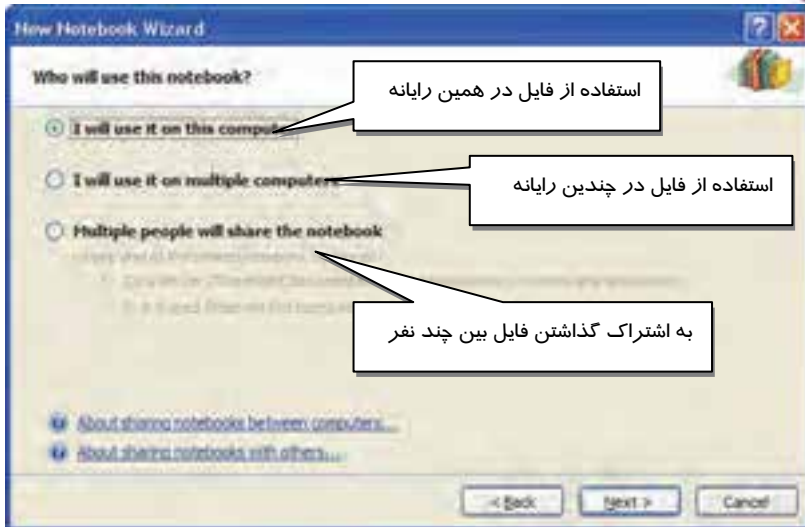 New Notebook Wizard
Who will use this notebook?
استفاده از فایل در همین رایانه
I will use it on this computer
I will use it on multiple computers
استفاده از فایل در چندین رایانه
Multiple people will share the notebook
به اشتراک گذاشتن فایل بین چند نفر
About sharing notebooks between computers...
About sharing notebooks with others...
< Back
Next >
Cancel